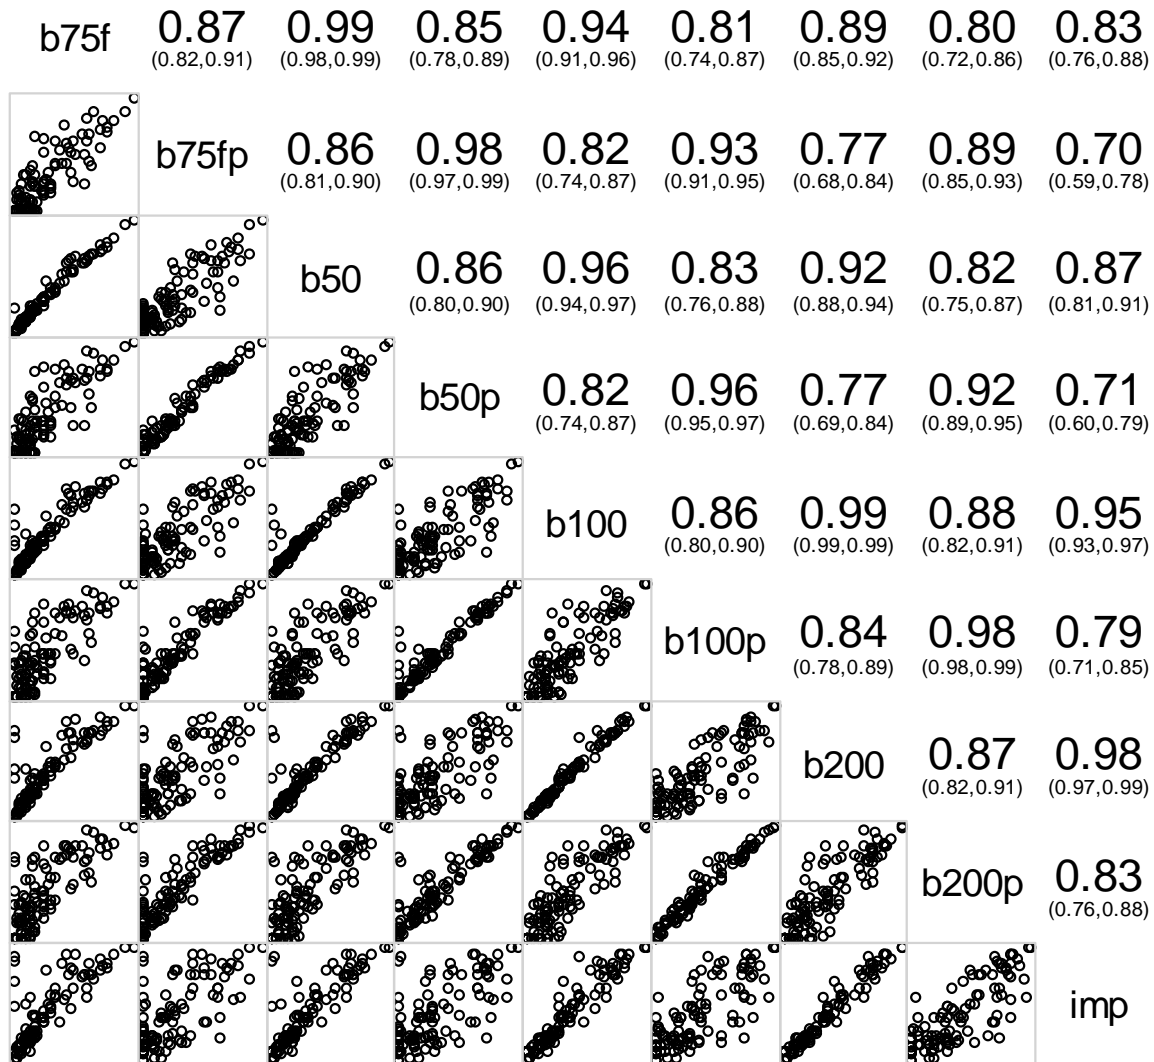 b75f 0.87 0.99 0.85 0.94 0.81 0.89 0.80 0.83
(0.82,0.91) (0.98,0.99) (0.78,0.89) (0.91,0.96) (0.74,0.87) (0.85,0.92) (0.72,0.86) (0.76,0.88)
b75fp 0.86 0.98 0.82 0.93 0.77 0.89 0.70
(0.81,0.90) (0.97,0.99) (0.74,0.87) (0.91,0.95) (0.68,0.84) (0.85,0.93) (0.59,0.78)
b50 0.86 0.96 0.83 0.92 0.82 0.87
(0.80,0.90) (0.94,0.97) (0.76,0.88) (0.88,0.94) (0.75,0.87) (0.81,0.91)
b50p 0.82 0.96 0.77 0.92 0.71
(0.74,0.87) (0.95,0.97) (0.69,0.84) (0.89,0.95) (0.60,0.79)
b100 0.86 0.99 0.88 0.95
(0.80,0.90) (0.99,0.99) (0.82,0.91) (0.93,0.97)
b100p 0.84 0.98 0.79
(0.78,0.89) (0.98,0.99) (0.71,0.85)
b200 0.87 0.98
(0.82,0.91) (0.97,0.99)
b200p 0.83
(0.76,0.88)
imp